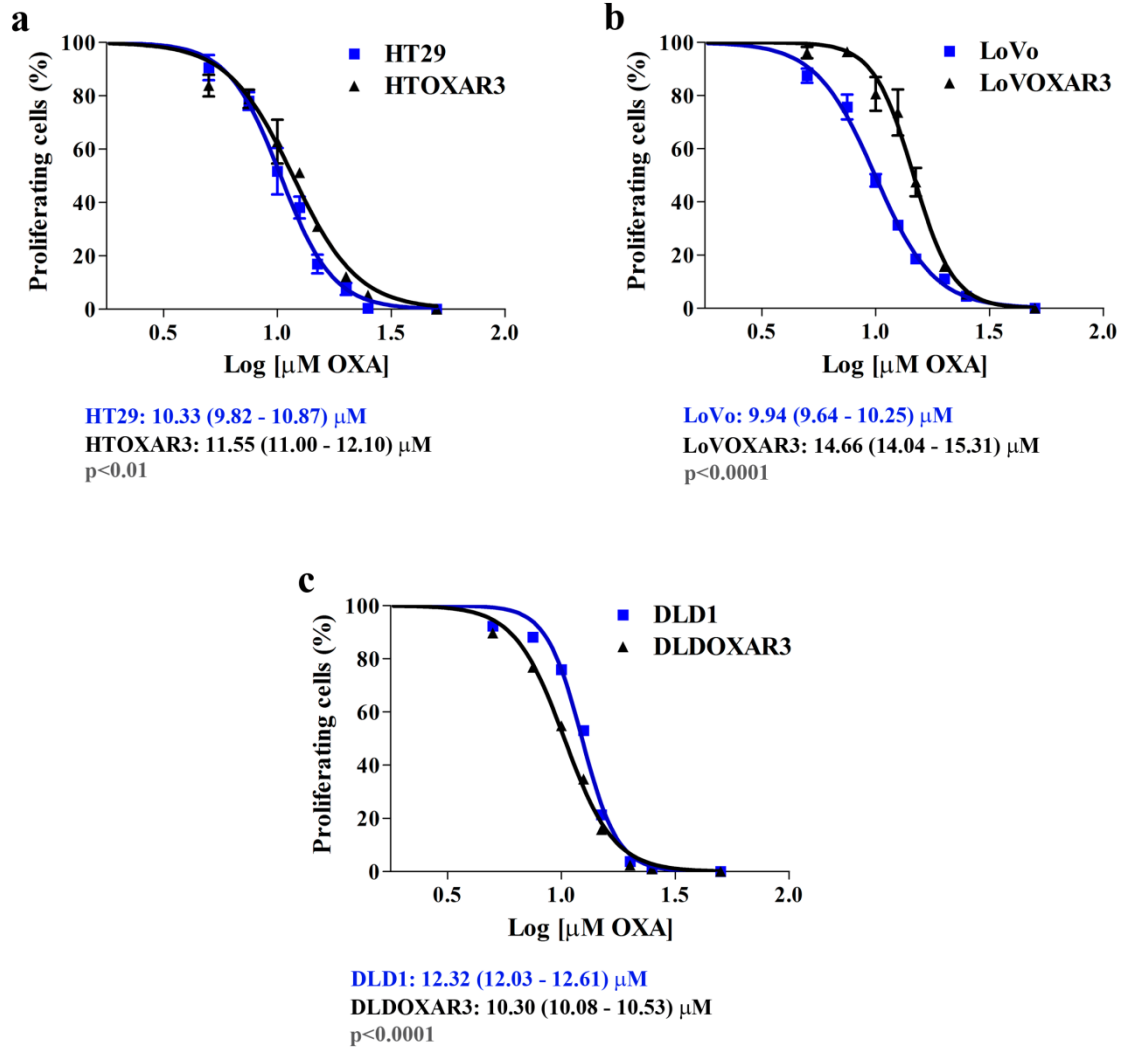 a
HT29
HTOXAR3
Proliferating cells (%)
100
80
60
40
20
0
0.5 1.0 1.5 2.0
Log [μM OXA]
HT29: 10.33 (9.82 - 10.87) μM
HTOXAR3: 11.55 (11.00 - 12.10) μM
p<0.01
b
LoVo
LoVOXAR3
Proliferating cells (%)
100
80
60
40
20
0
0.5 1.0 1.5 2.0
Log [μM OXA]
LoVo: 9.94 (9.64 - 10.25) μM
LoVOXAR3: 14.66 (14.04 - 15.31) μM
p<0.0001
c
DLD1
DLDOXAR3
Proliferating cells (%)
100
80
60
40
20
0
0.5 1.0 1.5 2.0
Log [μM OXA]
DLD1: 12.32 (12.03 - 12.61) μM
DLDOXAR3: 10.30 (10.08 - 10.53) μM
p<0.0001